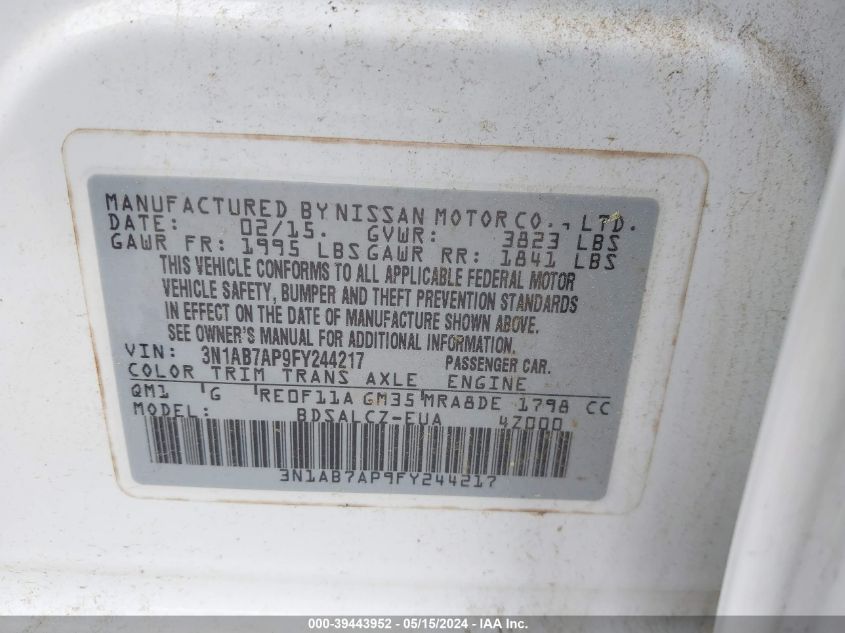 MANUFACTURED BY NISSAN MOTOR CO., LTD.
DATE: 02/15. GVWR: 3823 LBS
GAWR FR: 1995 LBS GAWR RR: 1841 LBS
THIS VEHICLE CONFORMS TO ALL APPLICABLE FEDERAL MOTOR
VEHICLE SAFETY, BUMPER AND THEFT PREVENTION STANDARDS
IN EFFECT ON THE DATE OF MANUFACTURE SHOWN ABOVE.
SEE OWNER'S MANUAL FOR ADDITIONAL INFORMATION.
VIN: 3N1AB7AP9FY244217 PASSENGER CAR.
COLOR TRIM TRANS AXLE ENGINE
QM1 G RE0F11A GM35 MRA8DE 1798 CC
MODEL: BDSALCZ-EUA 4Z000
3N1AB7AP9FY244217
000-39443952 - 05/15/2024 - IAA Inc.